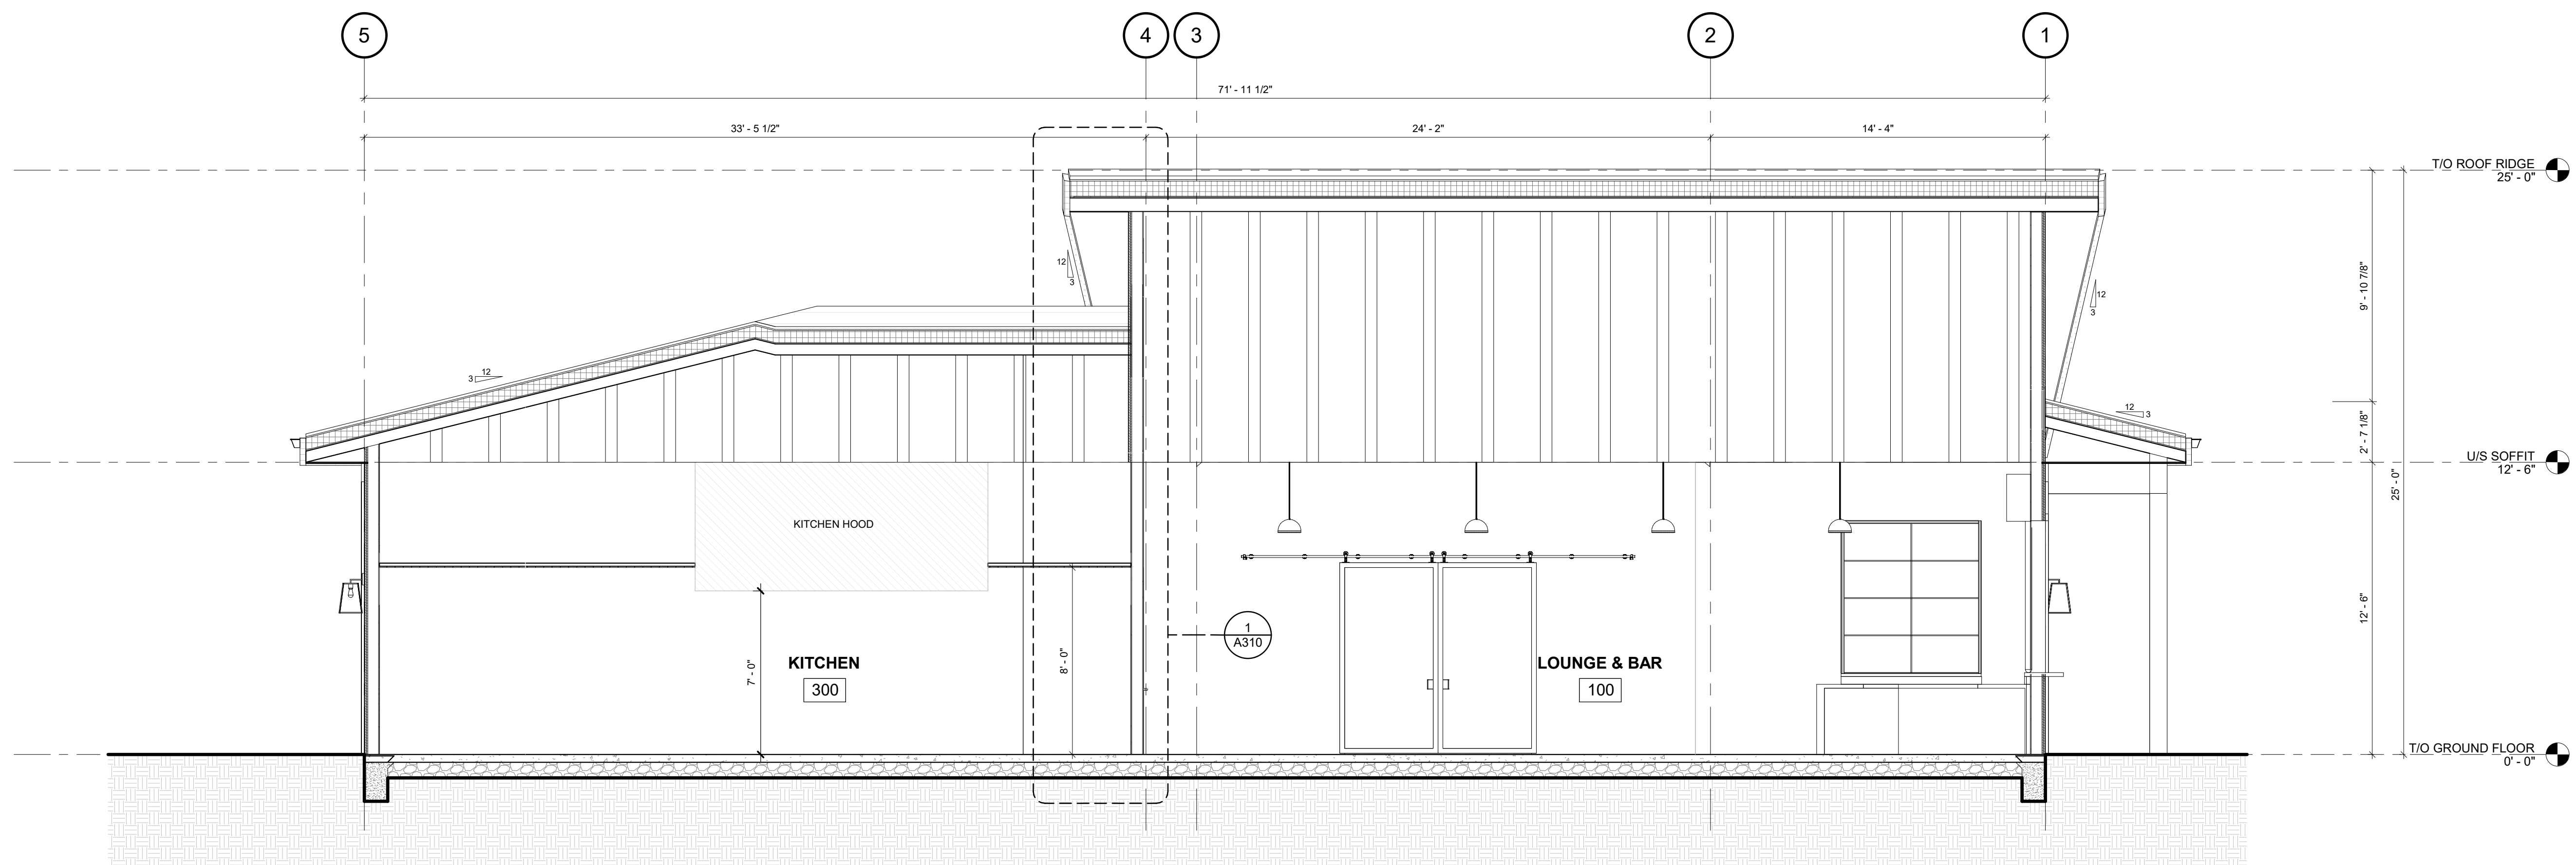 5
4
3
2
1
71' - 11 1/2"
33' - 5 1/2"
24' - 2"
14' - 4"
T/O ROOF RIDGE
25' - 0"
12
3
12
3
9' - 10 7/8"
12
3
12
3
2' - 7 1/8"
U/S SOFFIT
12' - 6"
25' - 0"
KITCHEN HOOD
12' - 6"
1
A310
7' - 0"
8' - 0"
KITCHEN
300
LOUNGE & BAR
100
T/O GROUND FLOOR
0' - 0"